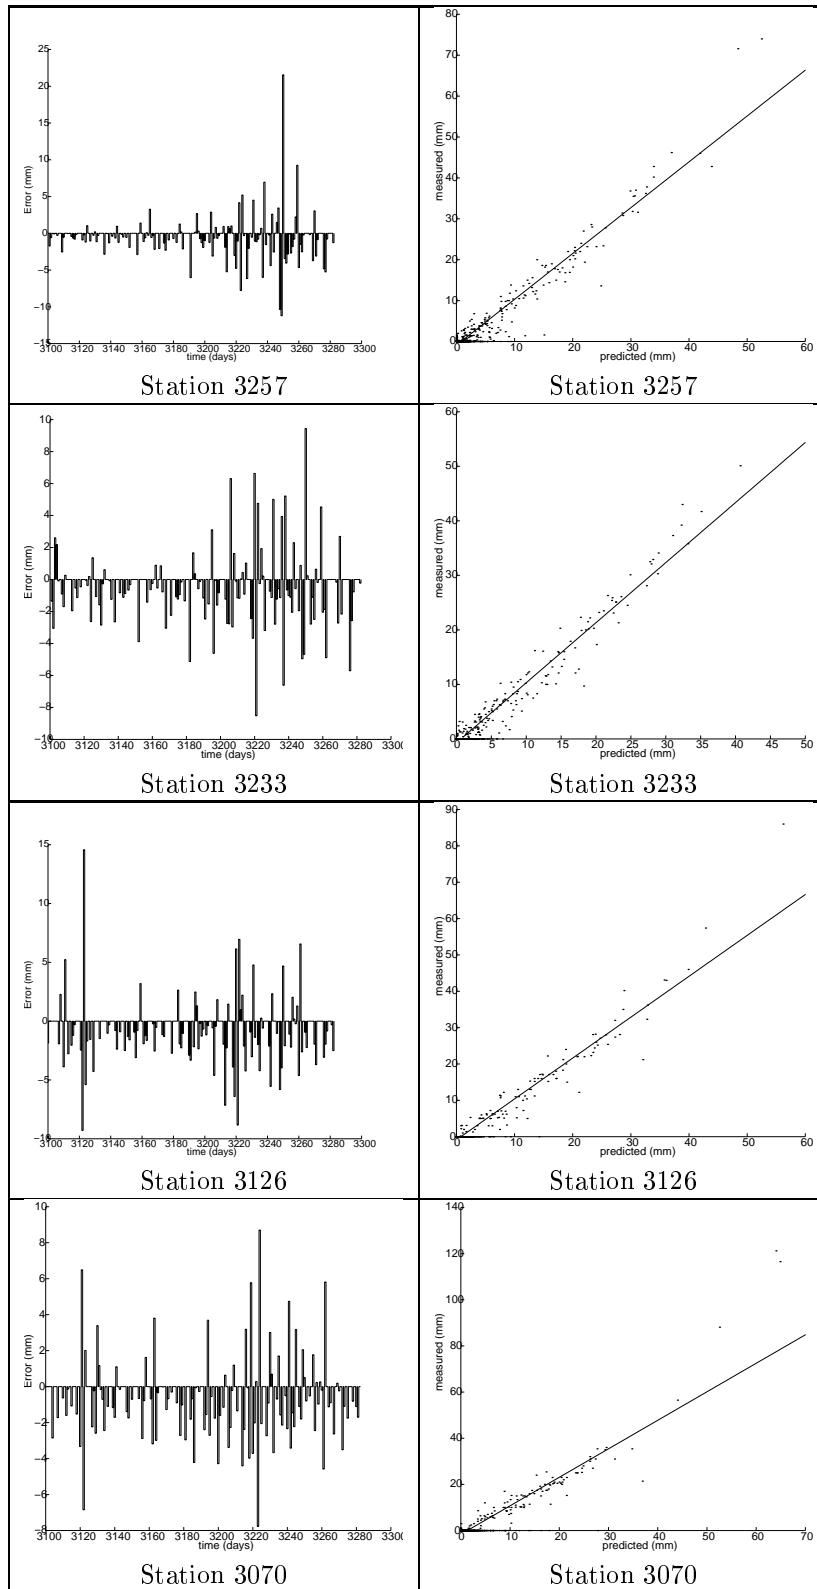 25
20
15
10
5
0
−5
−10
−15
Error (mm)
3100 3120 3140 3160 3180 3200 3220 3240 3260 3280 3300
time (days)
Station 3257
80
70
60
50
40
30
20
10
0
measured (mm)
0 10 20 30 40 50 60
predicted (mm)
Station 3257
10
8
6
4
2
0
−2
−4
−6
−8
−10
Error (mm)
3100 3120 3140 3160 3180 3200 3220 3240 3260 3280 3300
time (days)
Station 3233
60
50
40
30
20
10
0
measured (mm)
0 5 10 15 20 25 30 35 40 45 50
predicted (mm)
Station 3233
15
10
5
0
−5
−10
Error (mm)
3100 3120 3140 3160 3180 3200 3220 3240 3260 3280 3300
time (days)
Station 3126
90
80
70
60
50
40
30
20
10
0
measured (mm)
0 10 20 30 40 50 60
predicted (mm)
Station 3126
10
8
6
4
2
0
−2
−4
−6
−8
Error (mm)
3100 3120 3140 3160 3180 3200 3220 3240 3260 3280 3300
time (days)
Station 3070
140
120
100
80
60
40
20
0
measured (mm)
0 10 20 30 40 50 60 70
predicted (mm)
Station 3070